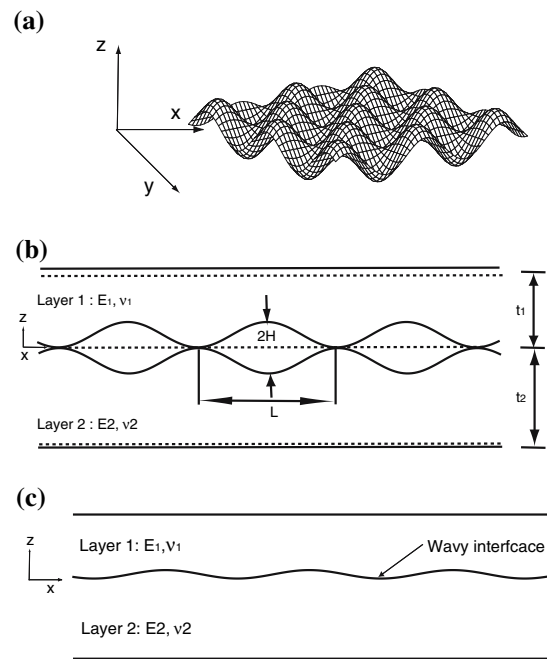 (a)
z
x
y
(b)
Layer 1 : E₁, ν₁
t₁
z
x
2H
L
Layer 2 : E2, ν2
t₂
(c)
Layer 1: E₁,ν₁
z
Wavy interfcace
x
Layer 2: E2, ν2